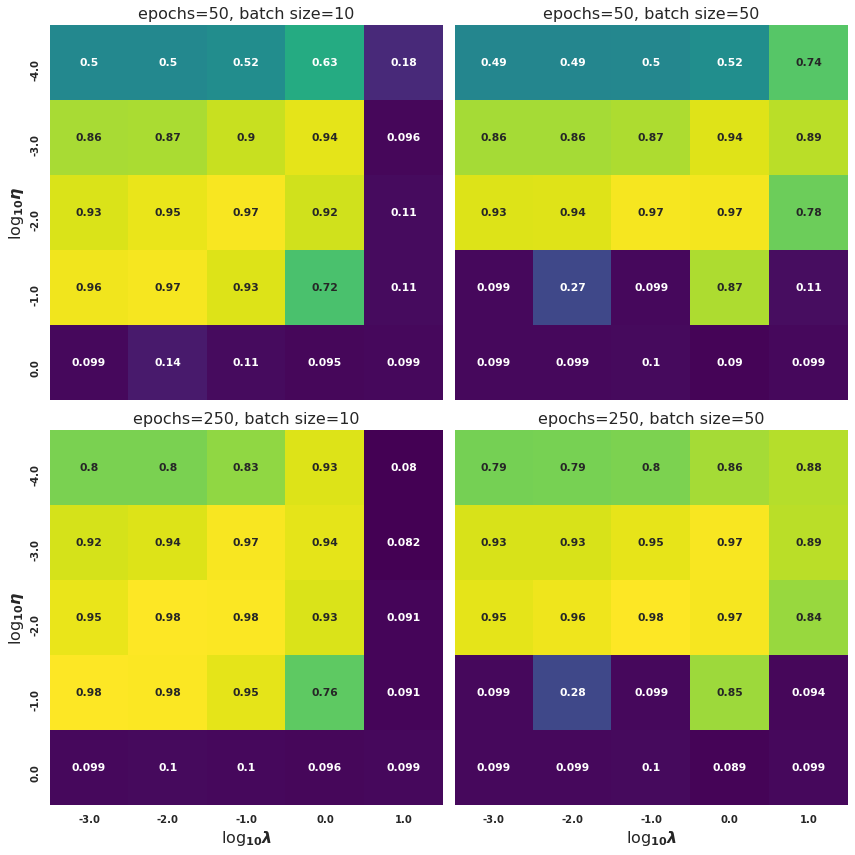 epochs=50, batch size=10
epochs=50, batch size=50
-4.0 0.5 0.5 0.52 0.63 0.18
0.49 0.49 0.5 0.52 0.74
-3.0 0.86 0.87 0.9 0.94 0.096
0.86 0.86 0.87 0.94 0.89
log₁₀η
-2.0 0.93 0.95 0.97 0.92 0.11
0.93 0.94 0.97 0.97 0.78
-1.0 0.96 0.97 0.93 0.72 0.11
0.099 0.27 0.099 0.87 0.11
0.0 0.099 0.14 0.11 0.095 0.099
0.099 0.099 0.1 0.09 0.099
epochs=250, batch size=10
epochs=250, batch size=50
-4.0 0.8 0.8 0.83 0.93 0.08
0.79 0.79 0.8 0.86 0.88
-3.0 0.92 0.94 0.97 0.94 0.082
0.93 0.93 0.95 0.97 0.89
log₁₀η
-2.0 0.95 0.98 0.98 0.93 0.091
0.95 0.96 0.98 0.97 0.84
-1.0 0.98 0.98 0.95 0.76 0.091
0.099 0.28 0.099 0.85 0.094
0.0 0.099 0.1 0.1 0.096 0.099
0.099 0.099 0.1 0.089 0.099
-3.0 -2.0 -1.0 0.0 1.0
-3.0 -2.0 -1.0 0.0 1.0
log₁₀λ
log₁₀λ